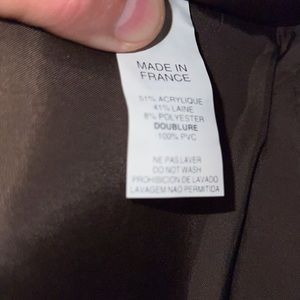 MADE IN
FRANCE
51% ACRYLIQUE
41% LAINE
8% POLYESTER
DOUBLURE
100% PVC
NE PAS LAVER
DO NOT WASH
PROHIBICION DE LAVADO
LAVAGEM NAO PERMITIDA